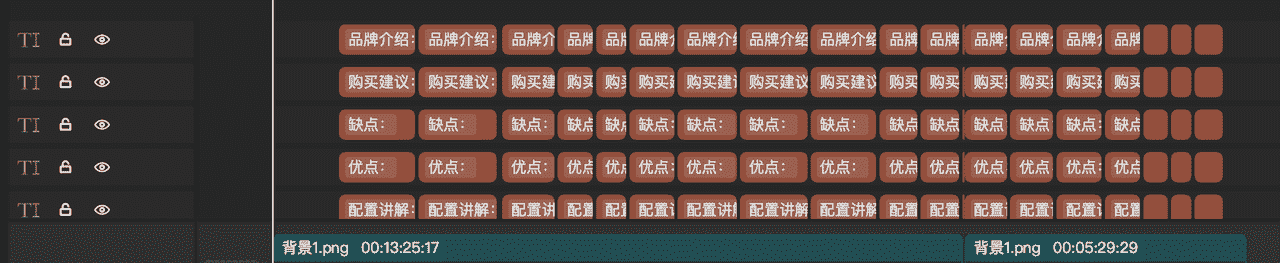 品牌介绍： 品牌介绍： 品牌介 品牌 品牌 品牌 品牌介绍 品牌介绍 品牌介绍 品牌 品牌 品牌 品牌 品牌介 品牌
购买建议： 购买建议： 购买建 购买 购买 购买 购买建议 购买建议 购买建议 购买 购买 购买 购买 购买建 购买
缺点： 缺点： 缺点： 缺点 缺点 缺点： 缺点： 缺点： 缺点： 缺点 缺点 缺点 缺点： 缺点： 缺点
优点： 优点： 优点： 优点 优点 优点： 优点： 优点： 优点： 优点 优点 优点 优点： 优点： 优点
配置讲解： 配置讲解： 配置讲 配置 配置 配置 配置讲解 配置讲解 配置讲解 配置 配置 配置 配置 配置讲 配置
背景1.png 00:13:25:17 背景1.png 00:05:29:29